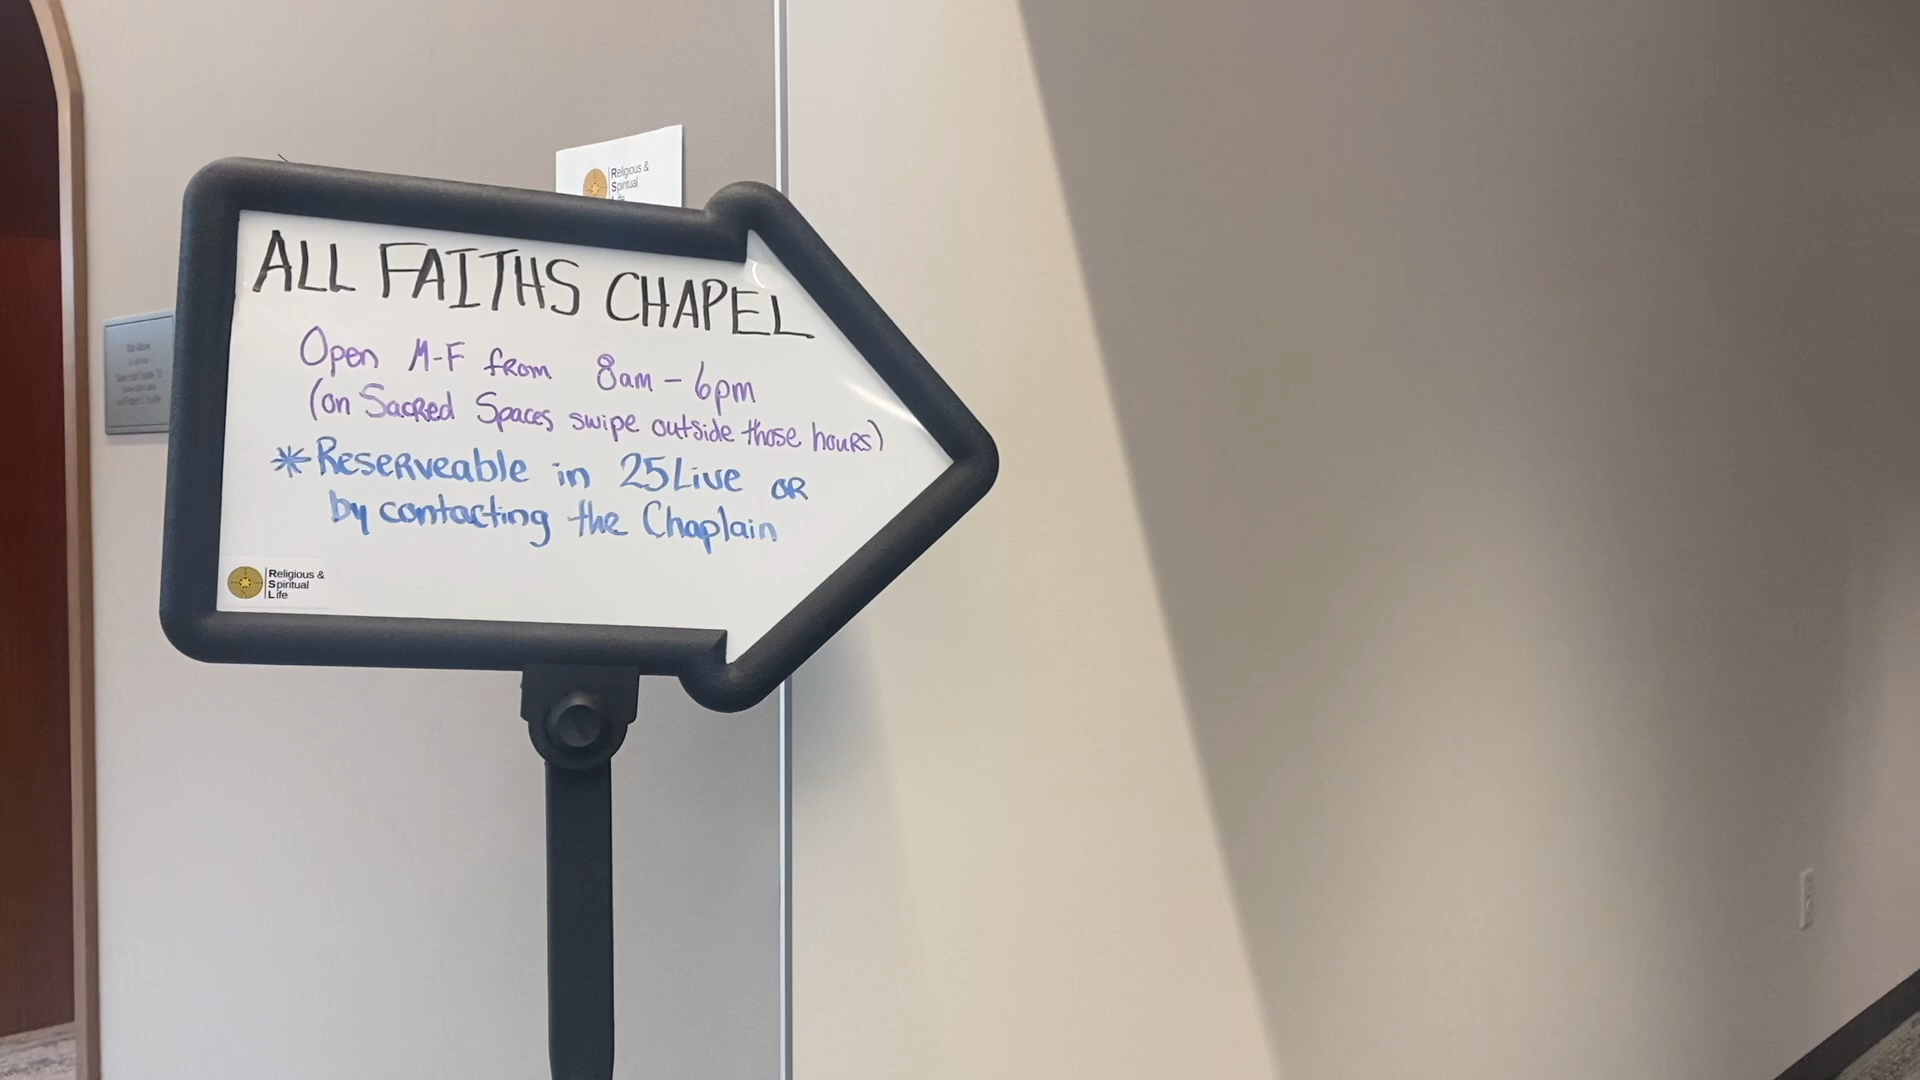 Religious &
Spiritual
Life
ALL FAITHS CHAPEL
Open M-F from 8am - 6pm
(on Sacred Spaces swipe outside those hours)
*Reserveable in 25Live or
by contacting the Chaplain
Religious &
Spiritual
Life